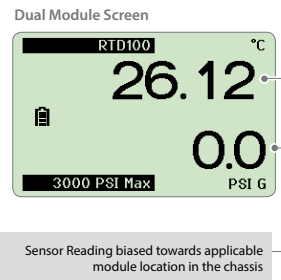 Dual Module Screen
RTD100 °C
26.12
0.0
3000 PSI Max PSI G
Sensor Reading biased towards applicable
module location in the chassis